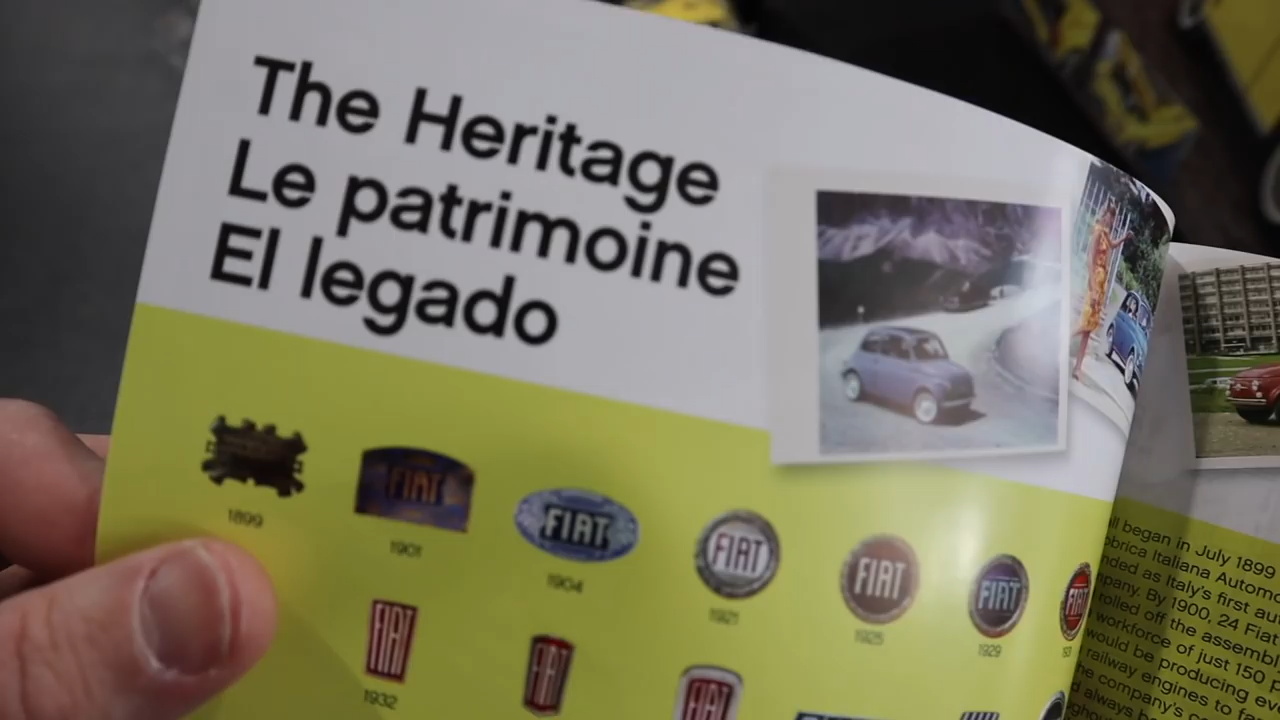 The Heritage
Le patrimoine
El legado
FIAT
FIAT
FIAT
FIAT
FIAT
FIAT
1899
1901
1904
1921
1925
1929
FIAT
FIAT
FIAT
1932
began in July 1899
Italiana
as Italy's first
By 1900, 24 Fiat
rolled off the
workforce of just 150
would be producing
railway engines to
company's
always